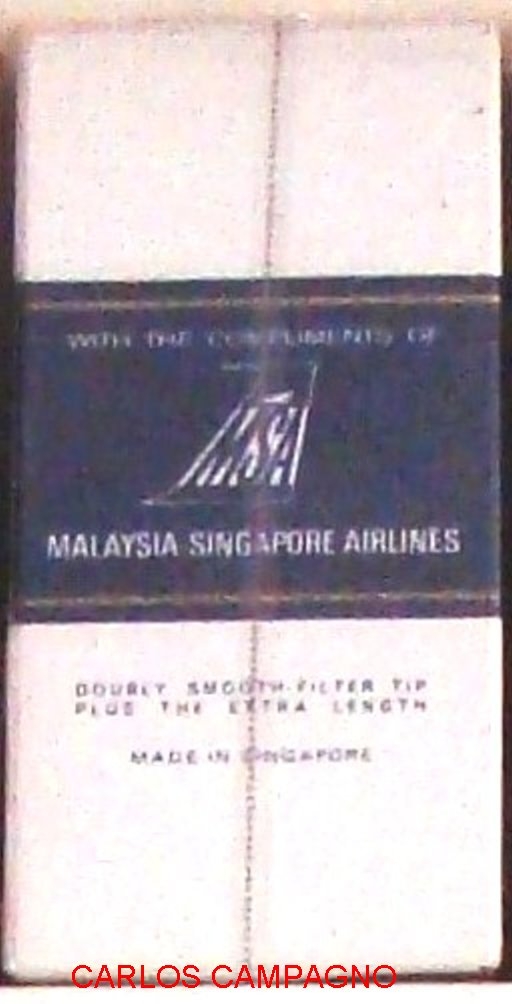 WITH THE COMPLIMENTS OF
MSA
MALAYSIA SINGAPORE AIRLINES
DOUBLY SMOOTH-FILTER TIP
PLUS THE EXTRA LENGTH
MADE IN SINGAPORE
CARLOS CAMPAGNO